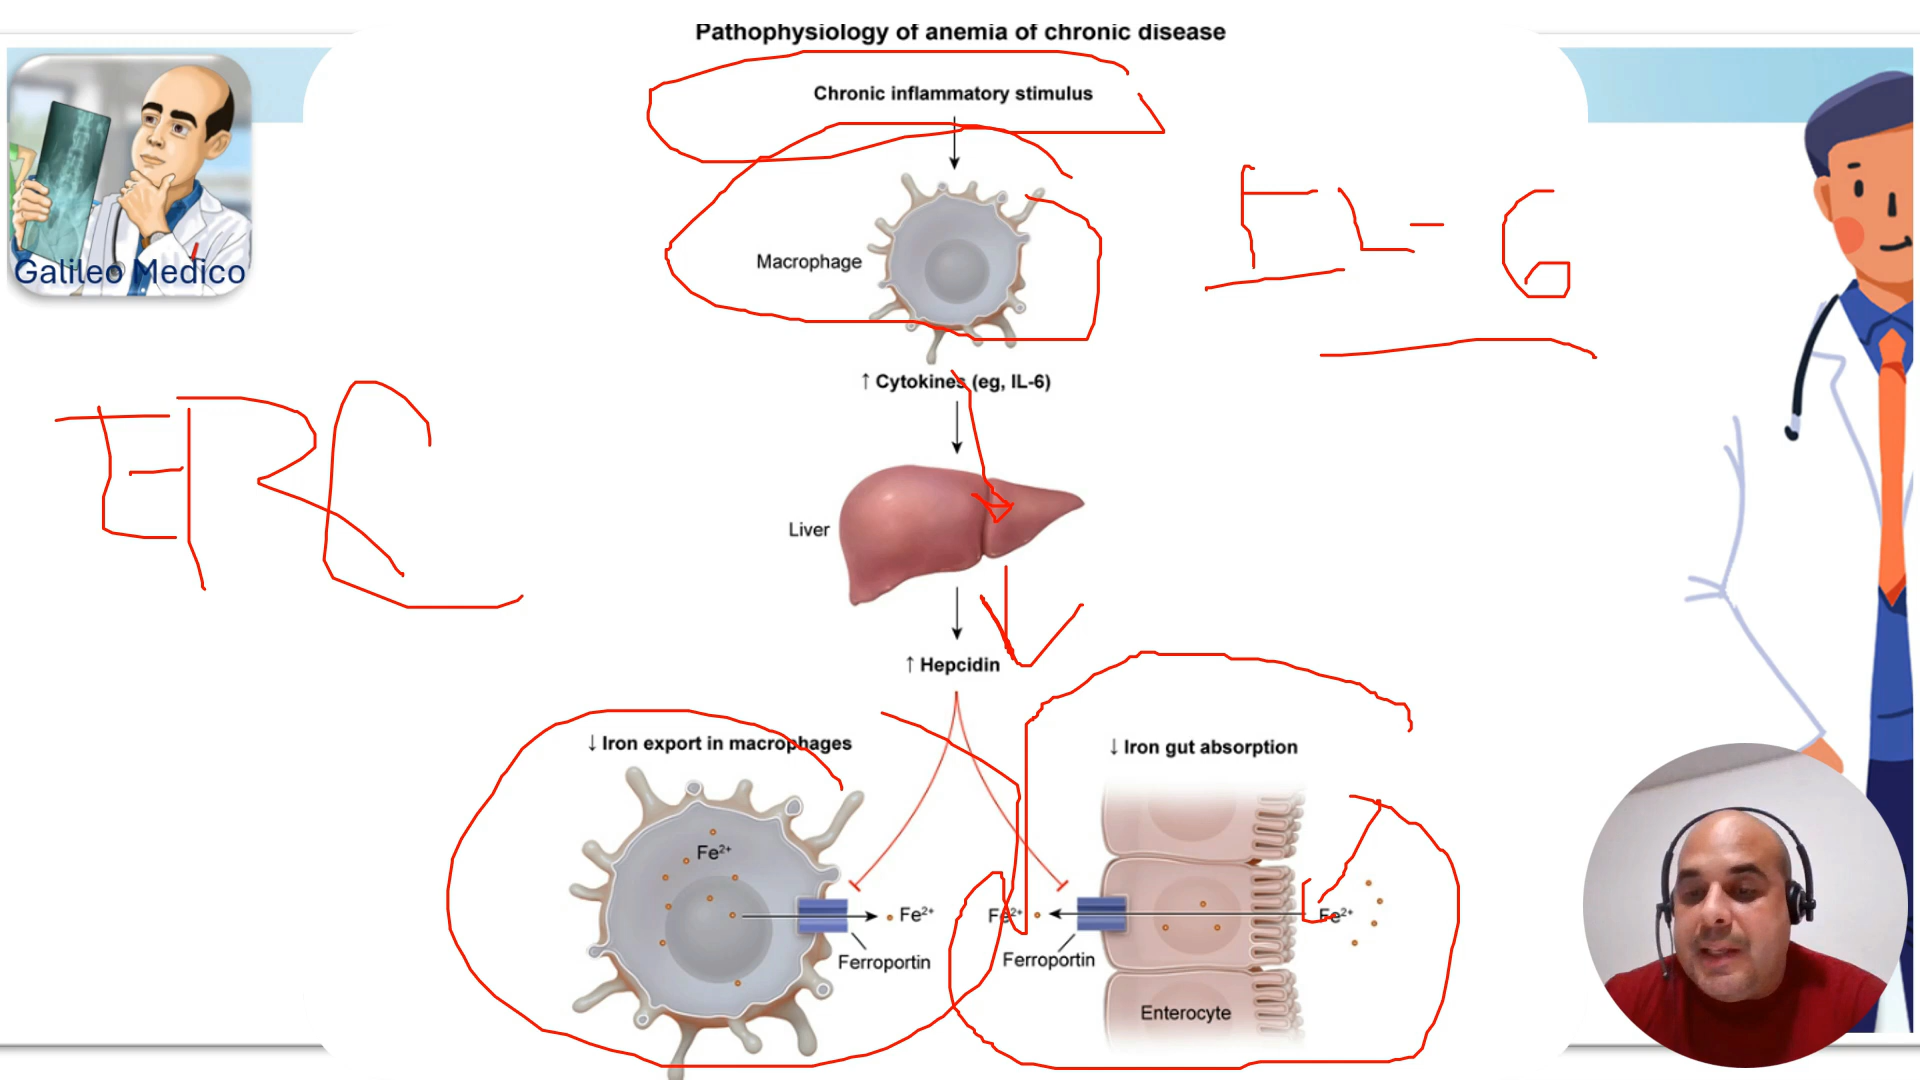 Pathophysiology of anemia of chronic disease
Chronic inflammatory stimulus
Galileo Medico
Macrophage
IL-6
↑ Cytokines (eg, IL-6)
ERC
Liver
↑ Hepcidin
↓ Iron export in macrophages
↓ Iron gut absorption
Fe²⁺
Fe²⁺
Fe²⁺
Fe²⁺
Ferroportin
Ferroportin
Enterocyte